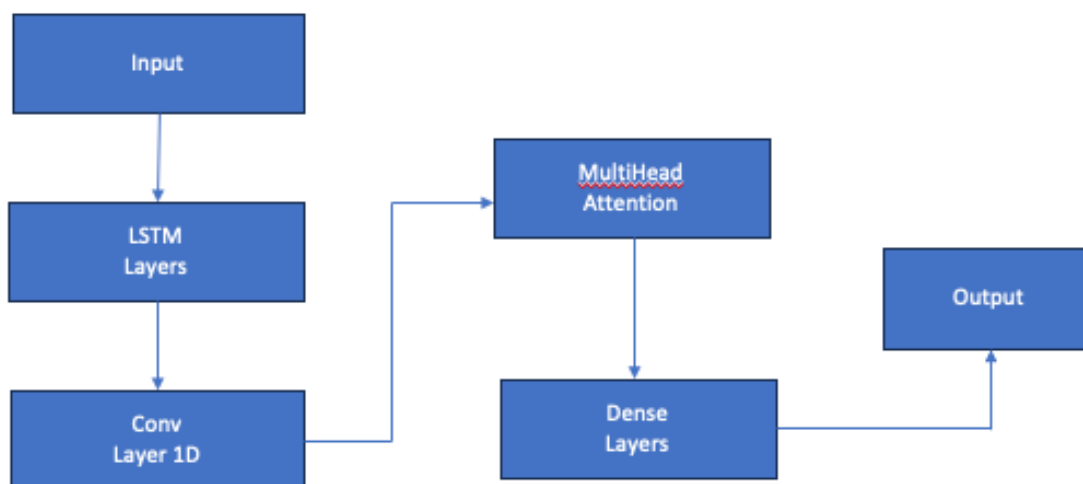 Input
LSTM
Layers
Conv
Layer 1D
MultiHead
Attention
Dense
Layers
Output